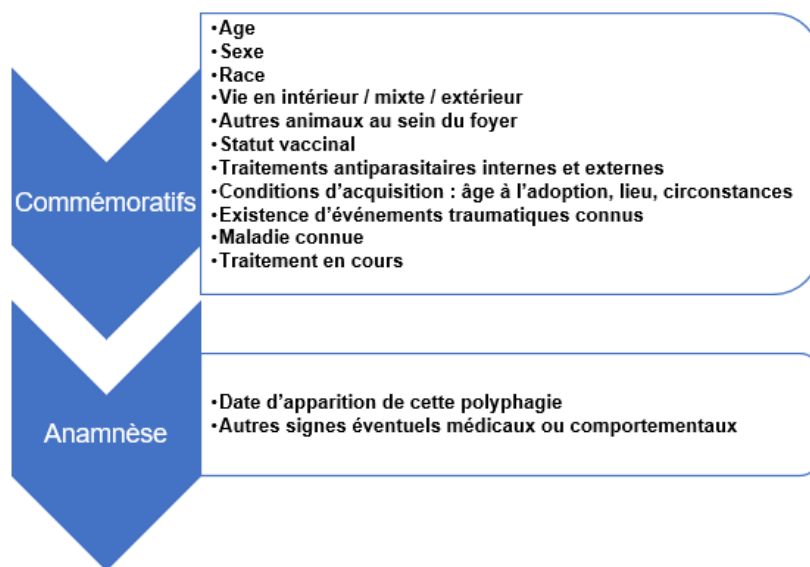 •Age
•Sexe
•Race
•Vie en intérieur / mixte / extérieur
•Autres animaux au sein du foyer
•Statut vaccinal
•Traitements antiparasitaires internes et externes
•Conditions d'acquisition : âge à l'adoption, lieu, circonstances
•Existence d'événements traumatiques connus
•Maladie connue
•Traitement en cours
Commémoratifs
•Date d'apparition de cette polyphagie
•Autres signes éventuels médicaux ou comportementaux
Anamnèse